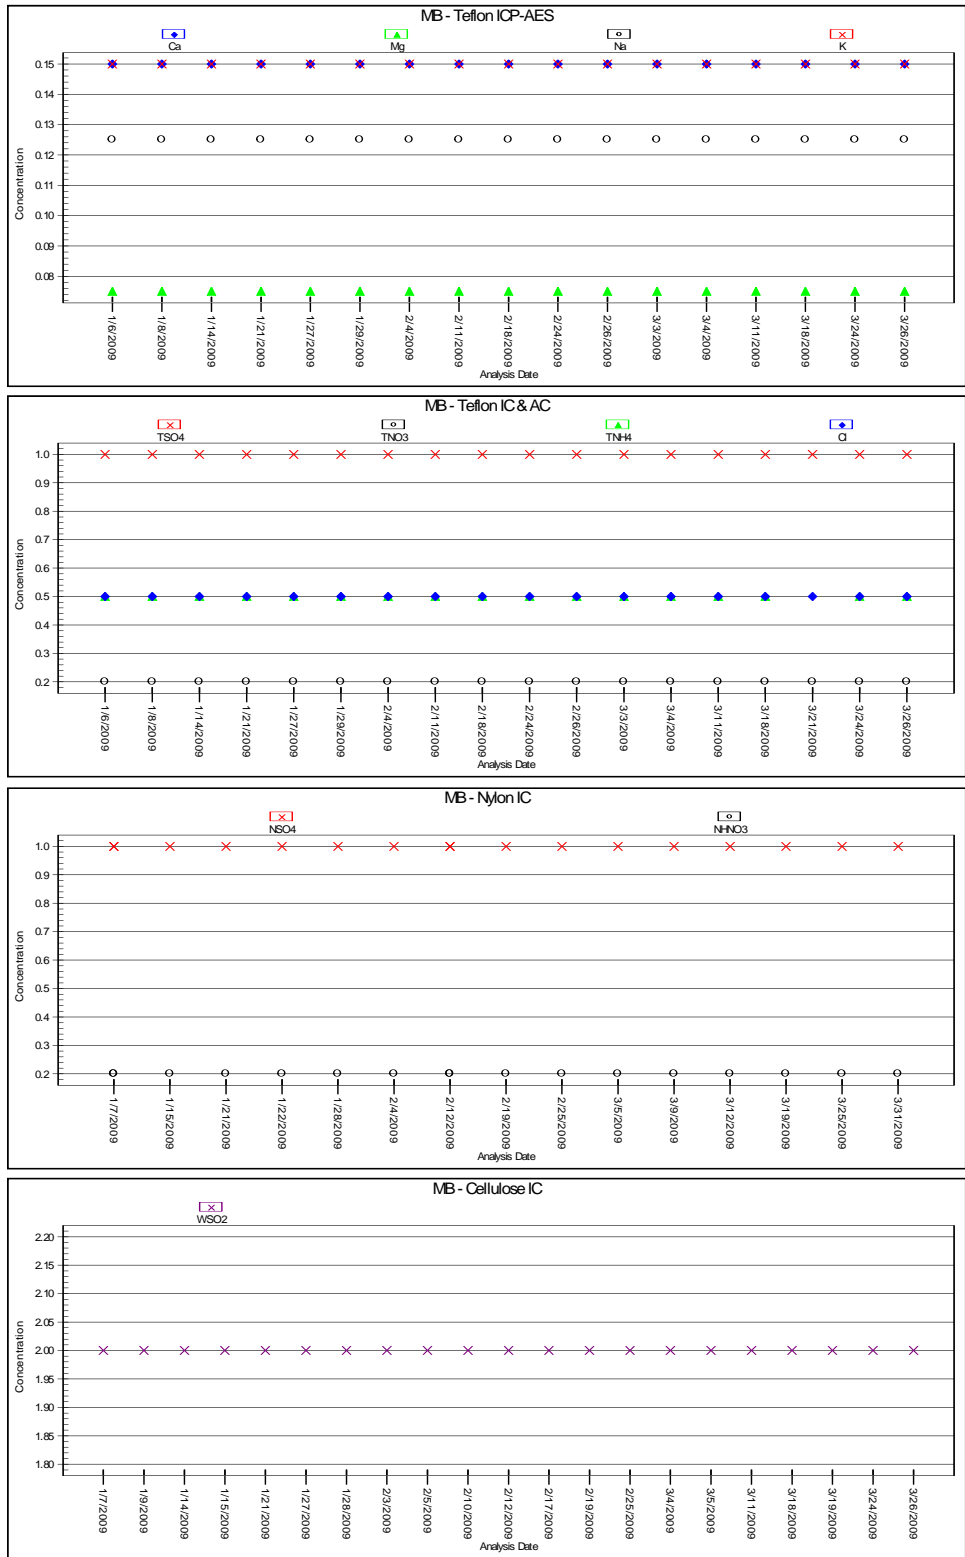 MB - Teflon ICP-AES
Ca Mg Na K
Concentration
0.15
0.14
0.13
0.12
0.11
0.10
0.09
0.08
1/6/2009 1/8/2009 1/14/2009 1/21/2009 1/27/2009 1/29/2009 2/4/2009 2/11/2009 2/18/2009 2/24/2009 2/26/2009 3/3/2009 3/4/2009 3/11/2009 3/18/2009 3/24/2009 3/26/2009
Analysis Date
MB - Teflon IC & AC
TSO4 TNO3 TNH4 Cl
Concentration
1.0
0.9
0.8
0.7
0.6
0.5
0.4
0.3
0.2
1/6/2009 1/8/2009 1/14/2009 1/21/2009 1/27/2009 1/29/2009 2/4/2009 2/11/2009 2/18/2009 2/24/2009 2/26/2009 3/3/2009 3/4/2009 3/11/2009 3/18/2009 3/21/2009 3/24/2009 3/26/2009
Analysis Date
MB - Nylon IC
NSO4 NHNO3
Concentration
1.0
0.9
0.8
0.7
0.6
0.5
0.4
0.3
0.2
1/7/2009 1/15/2009 1/21/2009 1/22/2009 1/28/2009 2/4/2009 2/12/2009 2/19/2009 2/25/2009 3/5/2009 3/9/2009 3/12/2009 3/19/2009 3/25/2009 3/31/2009
Analysis Date
MB - Cellulose IC
WSO2
Concentration
2.20
2.15
2.10
2.05
2.00
1.95
1.90
1.85
1.80
1/7/2009 1/9/2009 1/14/2009 1/15/2009 1/21/2009 1/27/2009 1/28/2009 2/3/2009 2/5/2009 2/10/2009 2/12/2009 2/17/2009 2/19/2009 2/25/2009 3/4/2009 3/5/2009 3/11/2009 3/18/2009 3/19/2009 3/24/2009 3/26/2009
Analysis Date